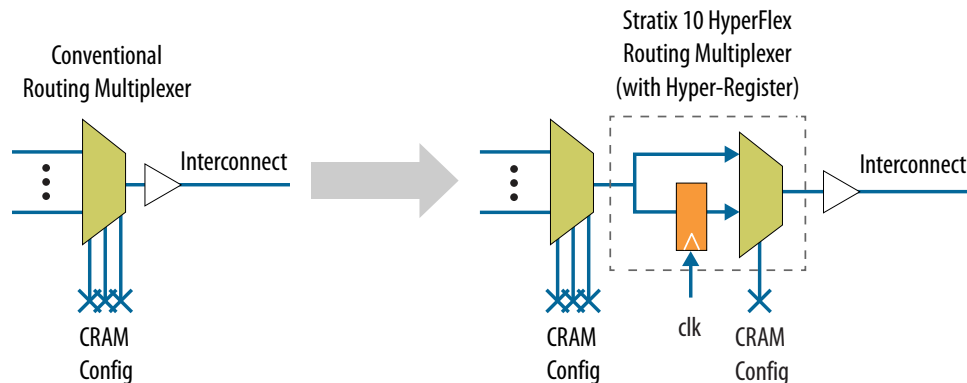 Conventional
Routing Multiplexer
Interconnect
CRAM
Config
Stratix 10 HyperFlex
Routing Multiplexer
(with Hyper-Register)
Interconnect
CRAM
Config
clk
CRAM
Config